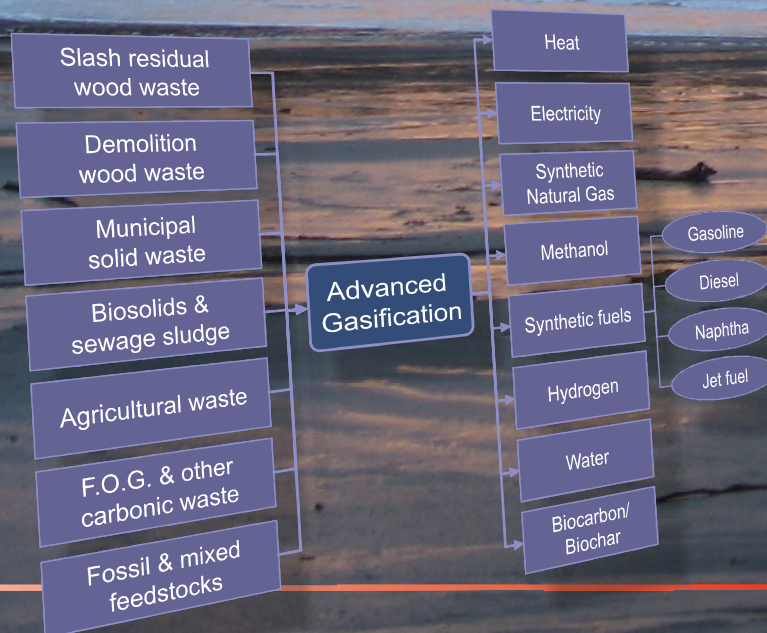 Slash residual
wood waste
Demolition
wood waste
Municipal
solid waste
Biosolids &
sewage sludge
Agricultural waste
F.O.G. & other
carbonic waste
Fossil & mixed
feedstocks
Advanced
Gasification
Heat
Electricity
Synthetic
Natural Gas
Methanol
Synthetic fuels
Hydrogen
Water
Biocarbon/
Biochar
Gasoline
Diesel
Naphtha
Jet fuel